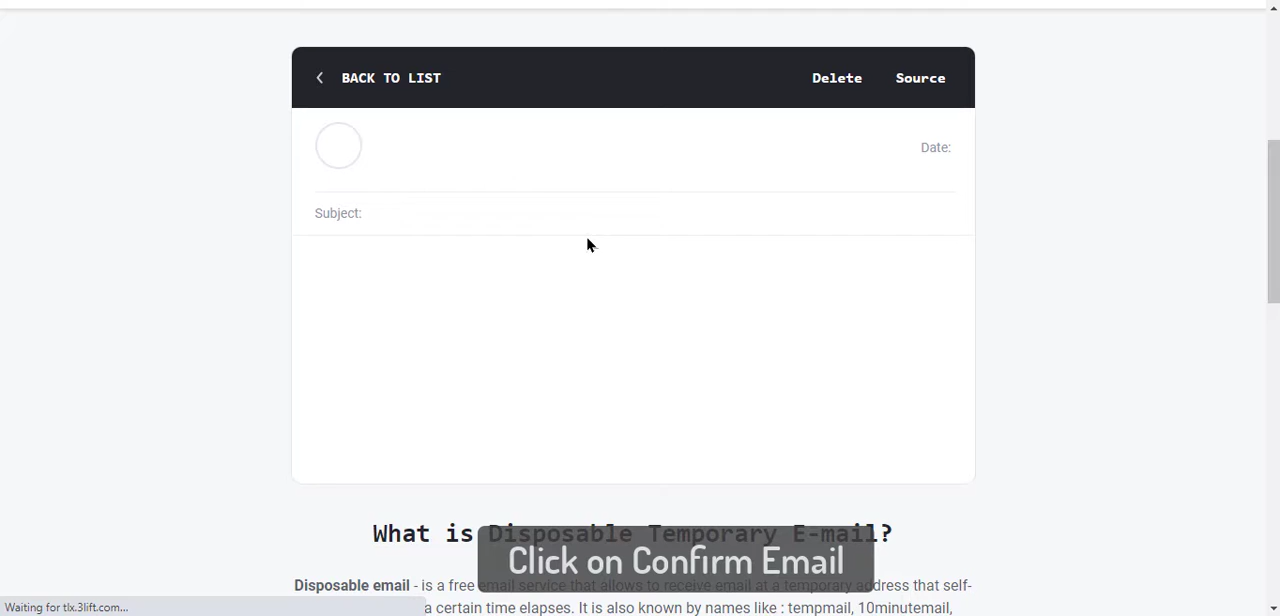 BACK TO LIST
Delete
Source
Date:
Subject:
What is Disposable Temporary E-mail?
Click on Confirm Email
Disposable email - is a free email service that allows to receive email at a temporary address that self-
a certain time elapses. It is also known by names like : tempmail, 10minutemail,
Waiting for tlx.3lift.com...